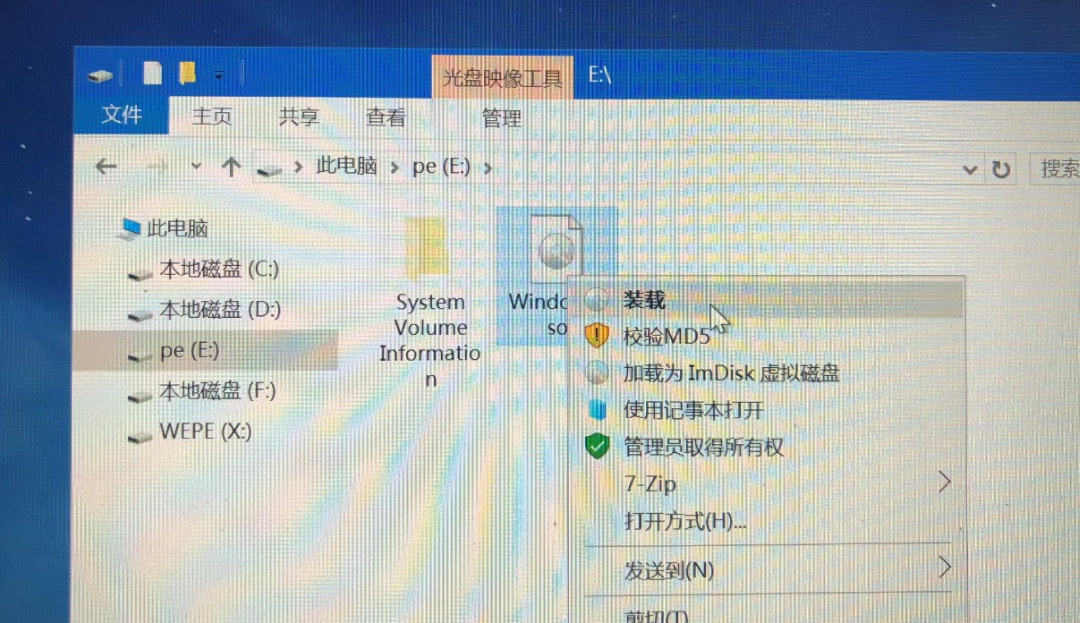 光盘映像工具 E:\
文件 主页 共享 查看 管理
此电脑 > pe (E:) > 搜索
此电脑
本地磁盘 (C:)
本地磁盘 (D:)
pe (E:)
本地磁盘 (F:)
WEPE (X:)
System
Volume
Informatio
n
Windo
so
装载
校验MD5
加载为 ImDisk 虚拟磁盘
使用记事本打开
管理员取得所有权
7-Zip
打开方式(H)...
发送到(N)
剪切(T)